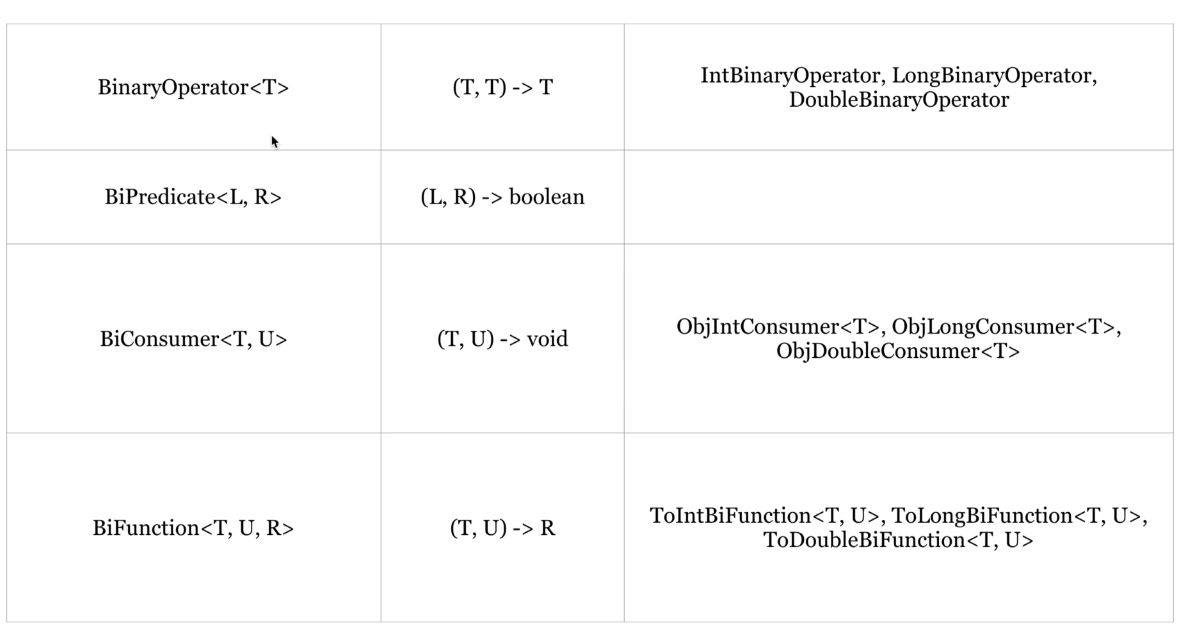 BinaryOperator<T>
(T, T) -> T
IntBinaryOperator, LongBinaryOperator,
DoubleBinaryOperator
BiPredicate<L, R>
(L, R) -> boolean
BiConsumer<T, U>
(T, U) -> void
ObjIntConsumer<T>, ObjLongConsumer<T>,
ObjDoubleConsumer<T>
BiFunction<T, U, R>
(T, U) -> R
ToIntBiFunction<T, U>, ToLongBiFunction<T, U>,
ToDoubleBiFunction<T, U>